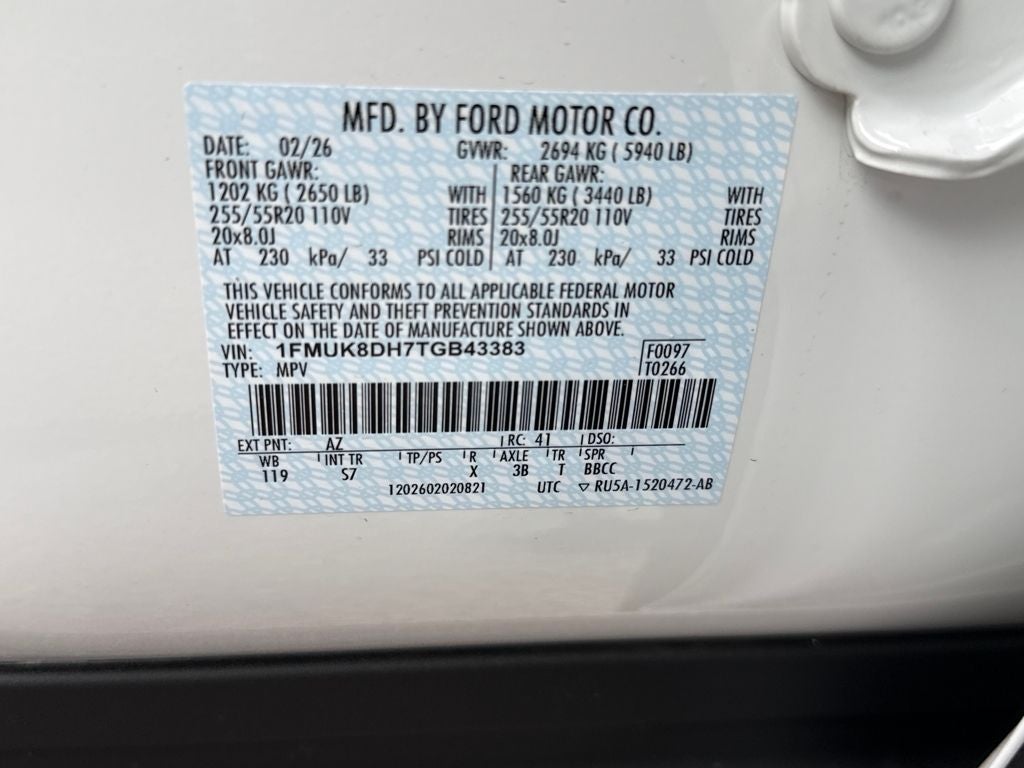 MFD. BY FORD MOTOR CO.
DATE: 02/26 GVWR: 2694 KG ( 5940 LB)
FRONT GAWR: REAR GAWR:
1202 KG ( 2650 LB) WITH 1560 KG ( 3440 LB) WITH
255/55R20 110V TIRES 255/55R20 110V TIRES
20x8.0J RIMS 20x8.0J RIMS
AT 230 kPa/ 33 PSI COLD AT 230 kPa/ 33 PSI COLD
THIS VEHICLE CONFORMS TO ALL APPLICABLE FEDERAL MOTOR
VEHICLE SAFETY AND THEFT PREVENTION STANDARDS IN
EFFECT ON THE DATE OF MANUFACTURE SHOWN ABOVE.
VIN: 1FMUK8DH7TGB43383 F0097
TYPE: MPV T0266
EXT PNT: AZ RC: 41 DSO:
WB INT TR TP/PS R AXLE TR SPR
119 S7 X 3B T BBCC
1202602020821 UTC ▽ RU5A-1520472-AB